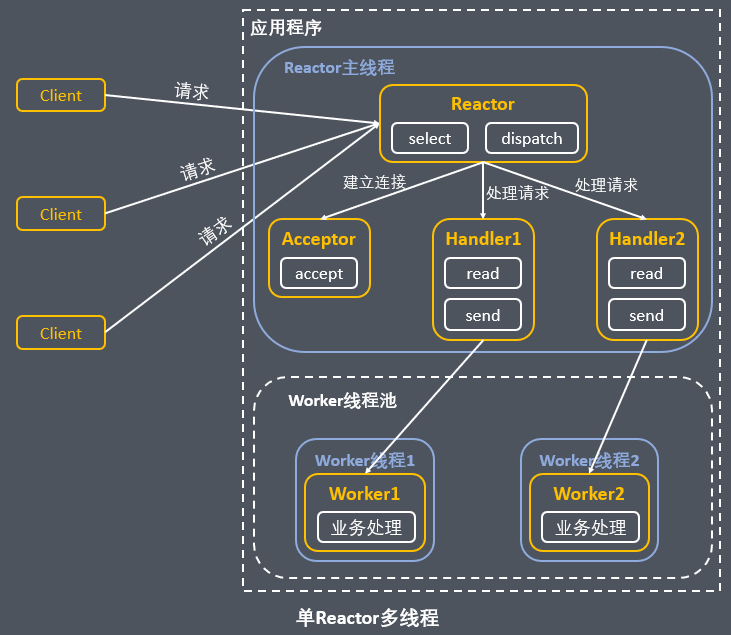 应用程序
Reactor主线程
Client
请求
Reactor
select
dispatch
请求
建立连接
处理请求
处理请求
Client
请求
Acceptor
accept
Handler1
read
send
Handler2
read
send
Client
Worker线程池
Worker线程1
Worker1
业务处理
Worker线程2
Worker2
业务处理
单Reactor多线程